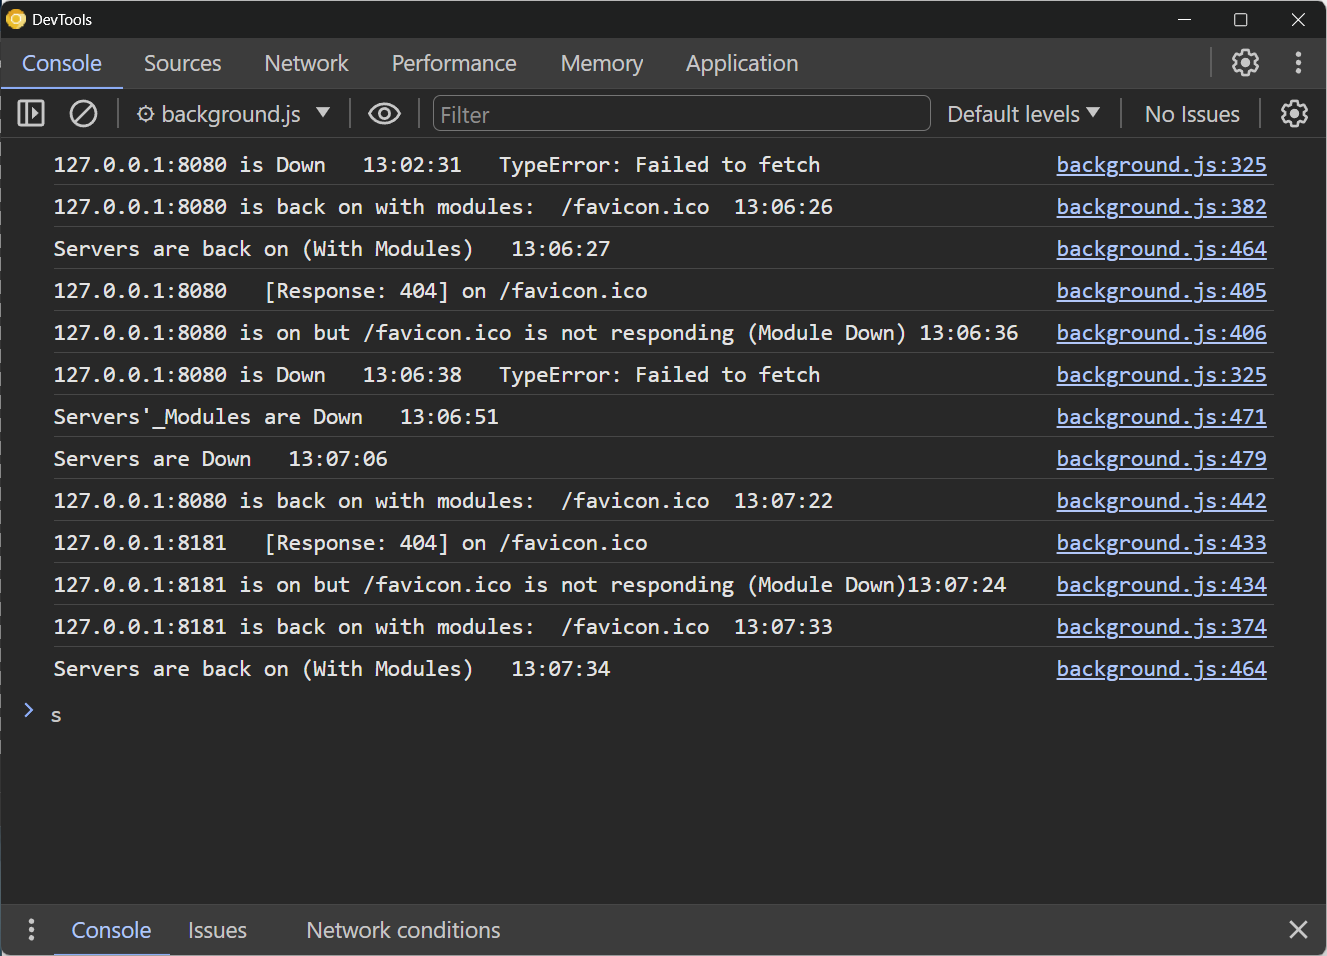 DevTools
Console Sources Network Performance Memory Application
background.js Filter Default levels No Issues
127.0.0.1:8080 is Down   13:02:31   TypeError: Failed to fetch background.js:325
127.0.0.1:8080 is back on with modules:  /favicon.ico  13:06:26 background.js:382
Servers are back on (With Modules)   13:06:27 background.js:464
127.0.0.1:8080   [Response: 404] on /favicon.ico background.js:405
127.0.0.1:8080 is on but /favicon.ico is not responding (Module Down) 13:06:36 background.js:406
127.0.0.1:8080 is Down   13:06:38   TypeError: Failed to fetch background.js:325
Servers'_Modules are Down   13:06:51 background.js:471
Servers are Down   13:07:06 background.js:479
127.0.0.1:8080 is back on with modules:  /favicon.ico  13:07:22 background.js:442
127.0.0.1:8181   [Response: 404] on /favicon.ico background.js:433
127.0.0.1:8181 is on but /favicon.ico is not responding (Module Down)13:07:24 background.js:434
127.0.0.1:8181 is back on with modules:  /favicon.ico  13:07:33 background.js:374
Servers are back on (With Modules)   13:07:34 background.js:464
> s
Console Issues Network conditions